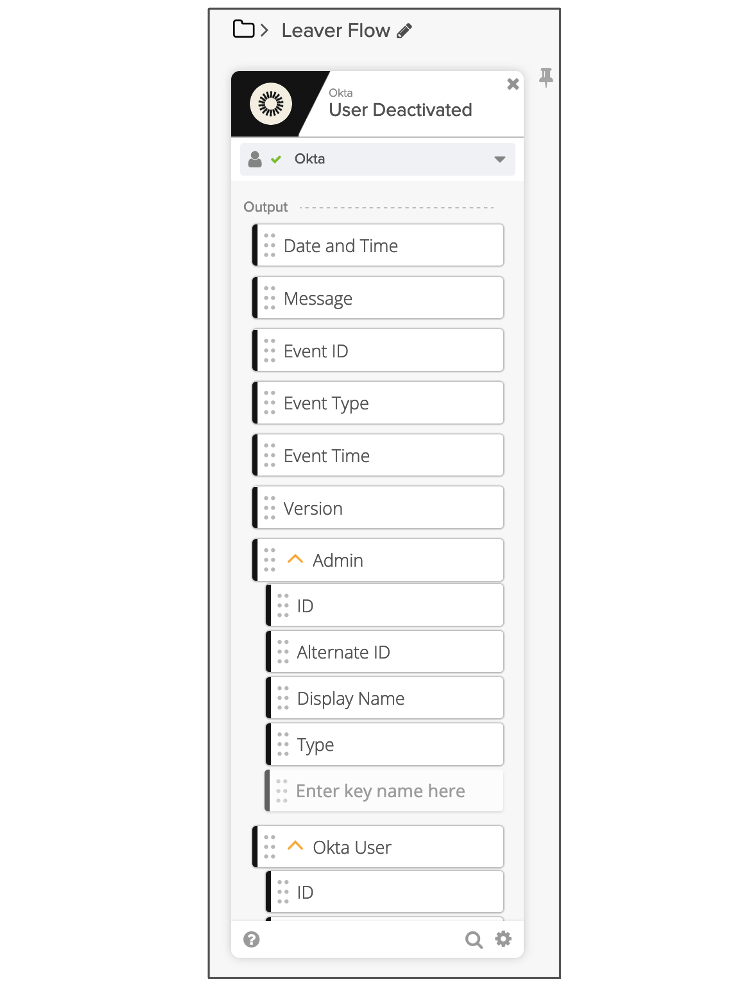 Leaver Flow
Okta
User Deactivated
Okta
Output
Date and Time
Message
Event ID
Event Type
Event Time
Version
Admin
ID
Alternate ID
Display Name
Type
Enter key name here
Okta User
ID